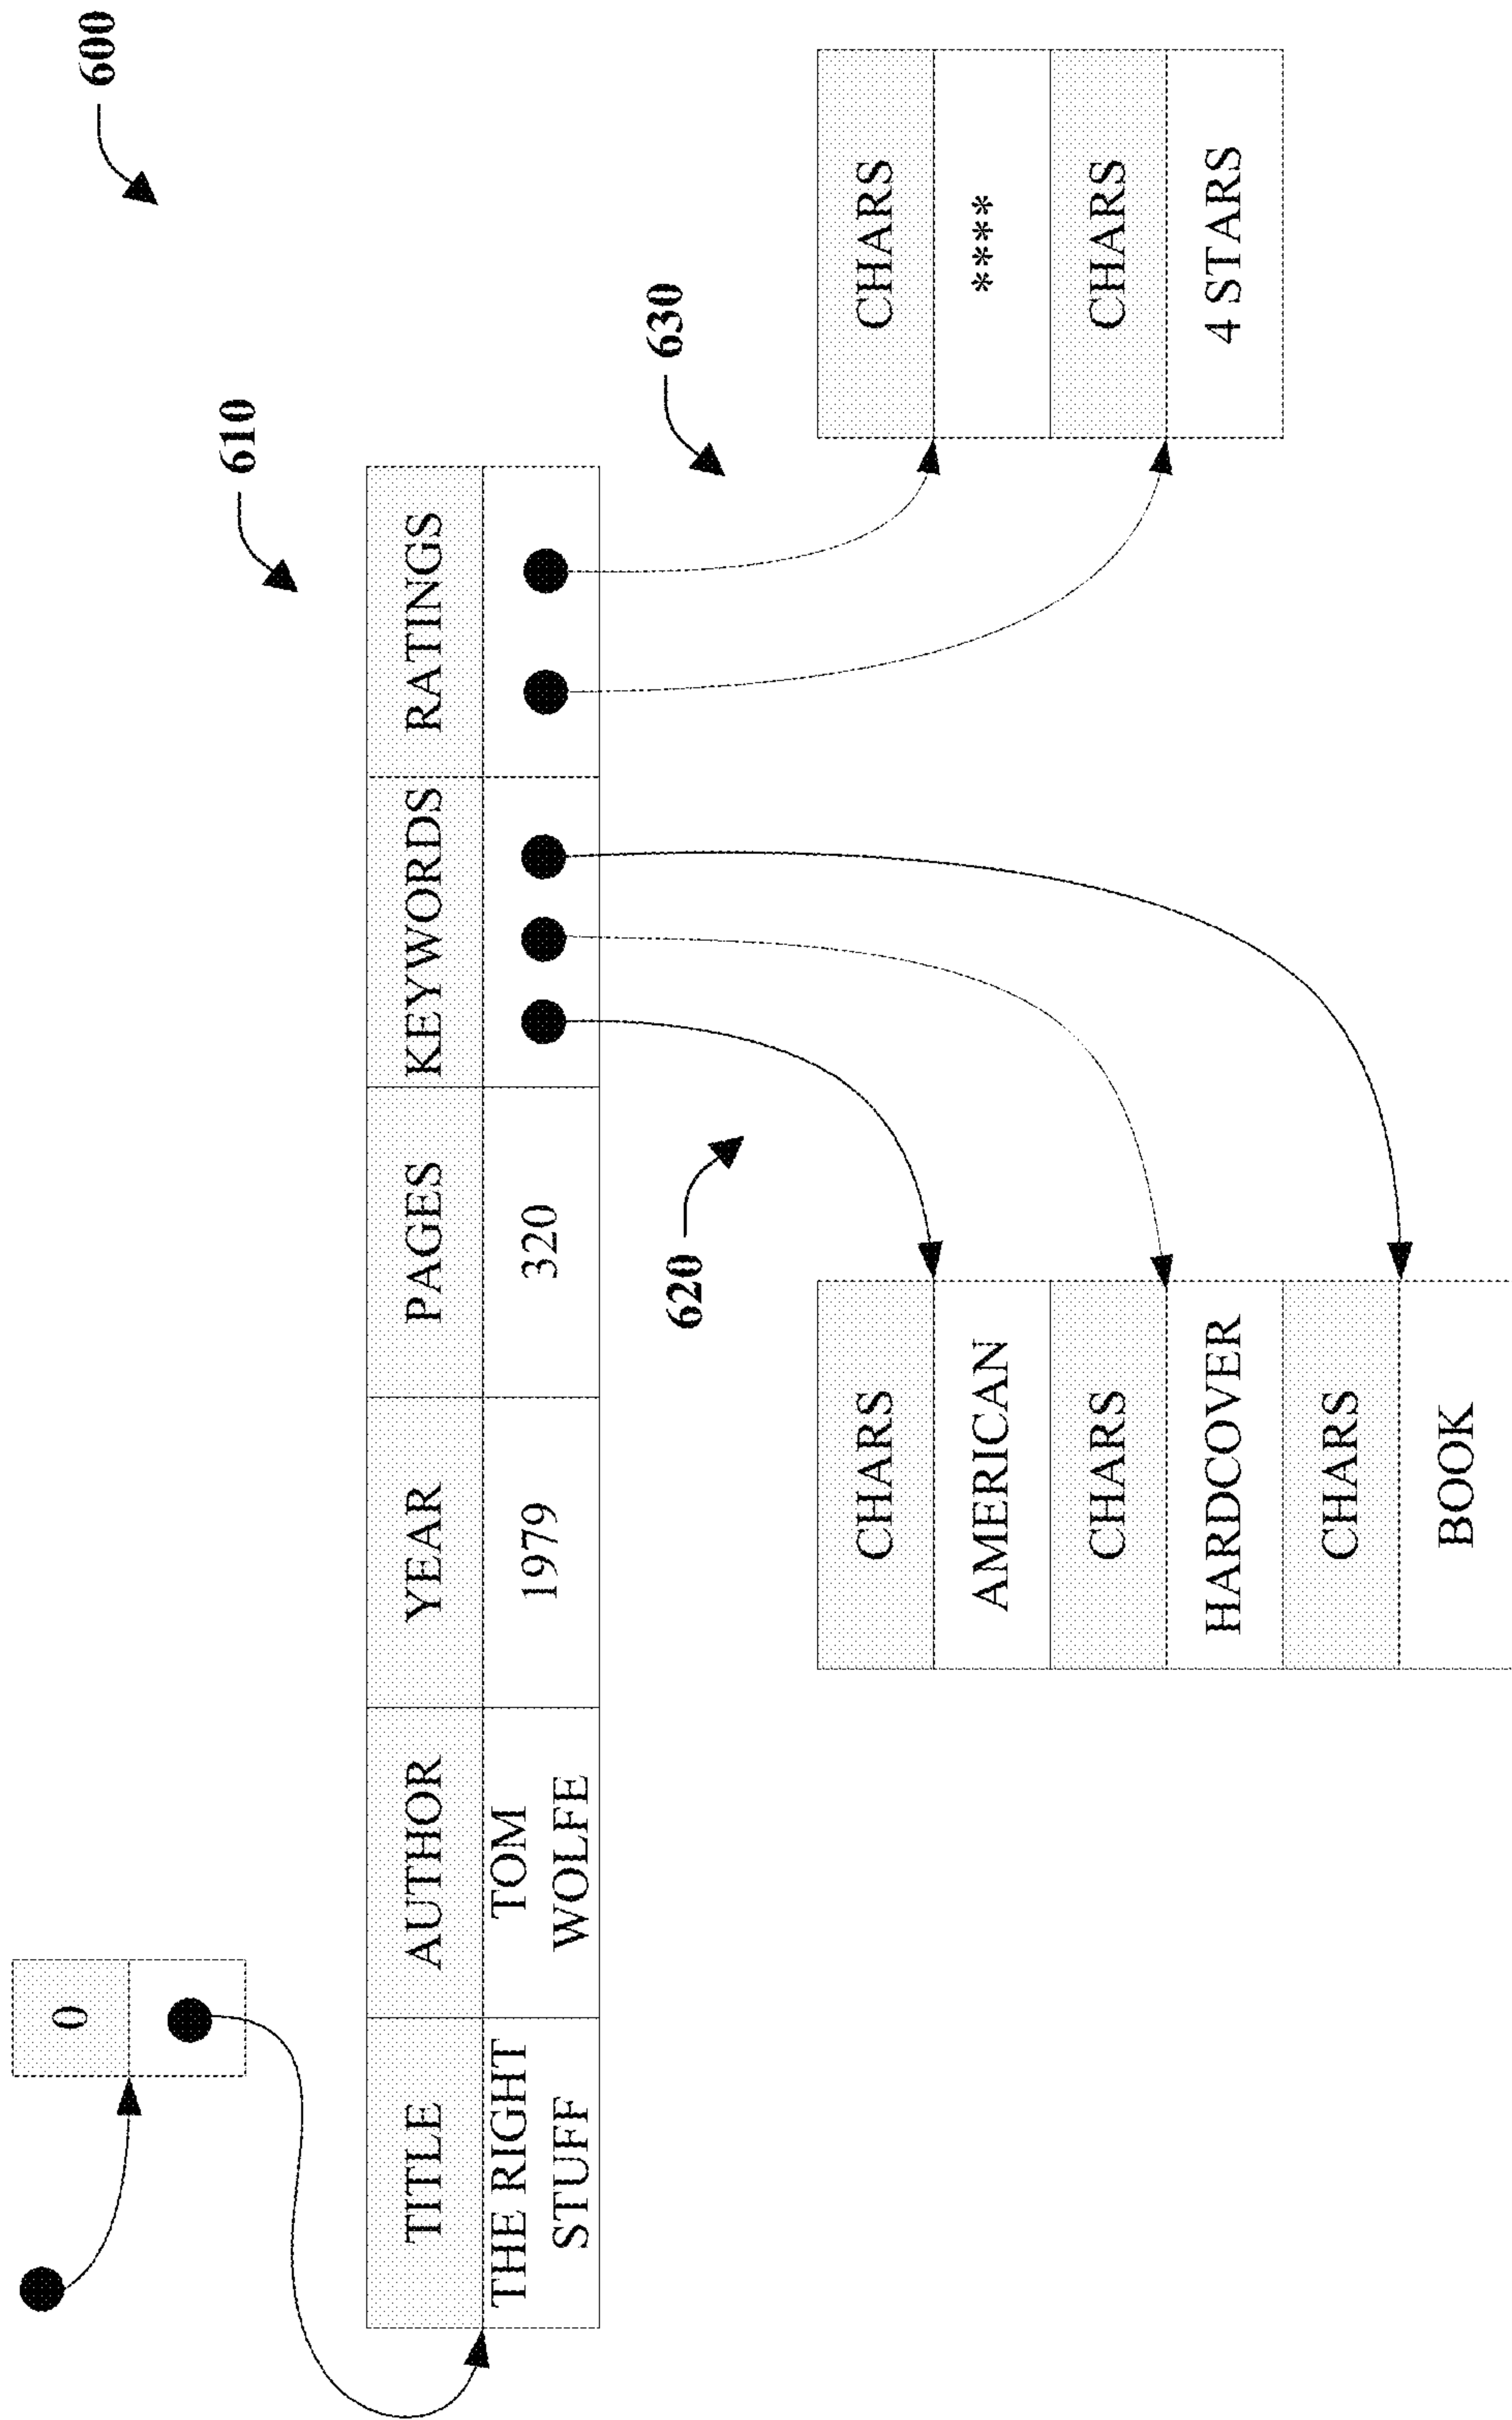 600
0
610
TITLE
AUTHOR
YEAR
PAGES
KEYWORDS
RATINGS
THE RIGHT
STUFF
TOM
WOLFE
1979
320
620
630
CHARS
AMERICAN
CHARS
HARDCOVER
CHARS
BOOK
CHARS
****
CHARS
4 STARS